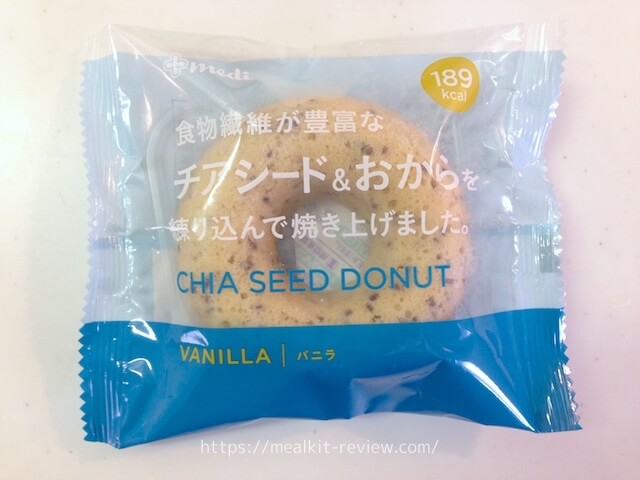 medi
189
kcal
食物繊維が豊富な
チアシード&おからを
練り込んで焼き上げました。
CHIA SEED DONUT
VANILLA | バニラ
https://mealkit-review.com/